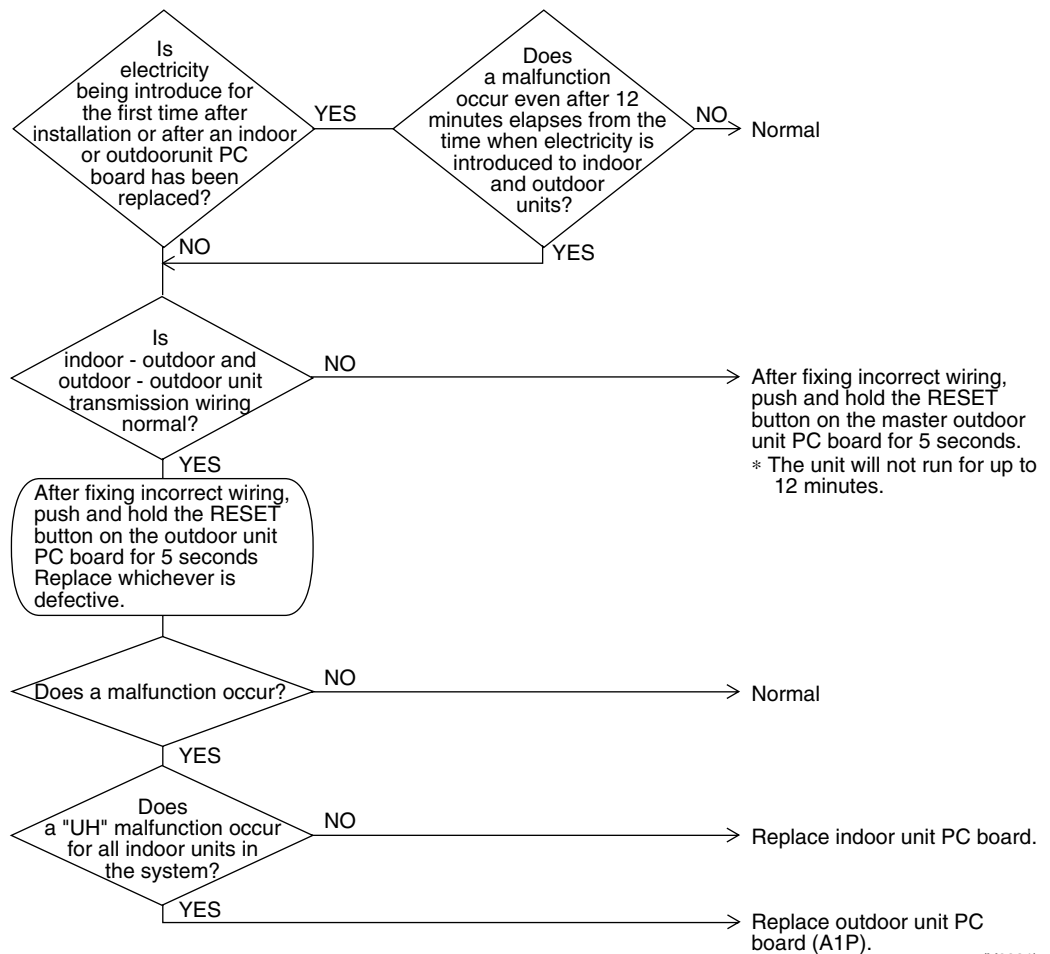 Is
electricity
being introduce for
the first time after
installation or after an indoor
or outdoorunit PC
board has been
replaced?
YES
Does
a malfunction
occur even after 12
minutes elapses from the
time when electricity is
introduced to indoor
and outdoor
units?
NO
Normal
NO
YES
Is
indoor - outdoor and
outdoor - outdoor unit
transmission wiring
normal?
NO
After fixing incorrect wiring,
push and hold the RESET
button on the master outdoor
unit PC board for 5 seconds.
* The unit will not run for up to
12 minutes.
YES
After fixing incorrect wiring,
push and hold the RESET
button on the outdoor unit
PC board for 5 seconds
Replace whichever is
defective.
Does a malfunction occur?
NO
Normal
YES
Does
a "UH" malfunction occur
for all indoor units in
the system?
NO
Replace indoor unit PC board.
YES
Replace outdoor unit PC
board (A1P).